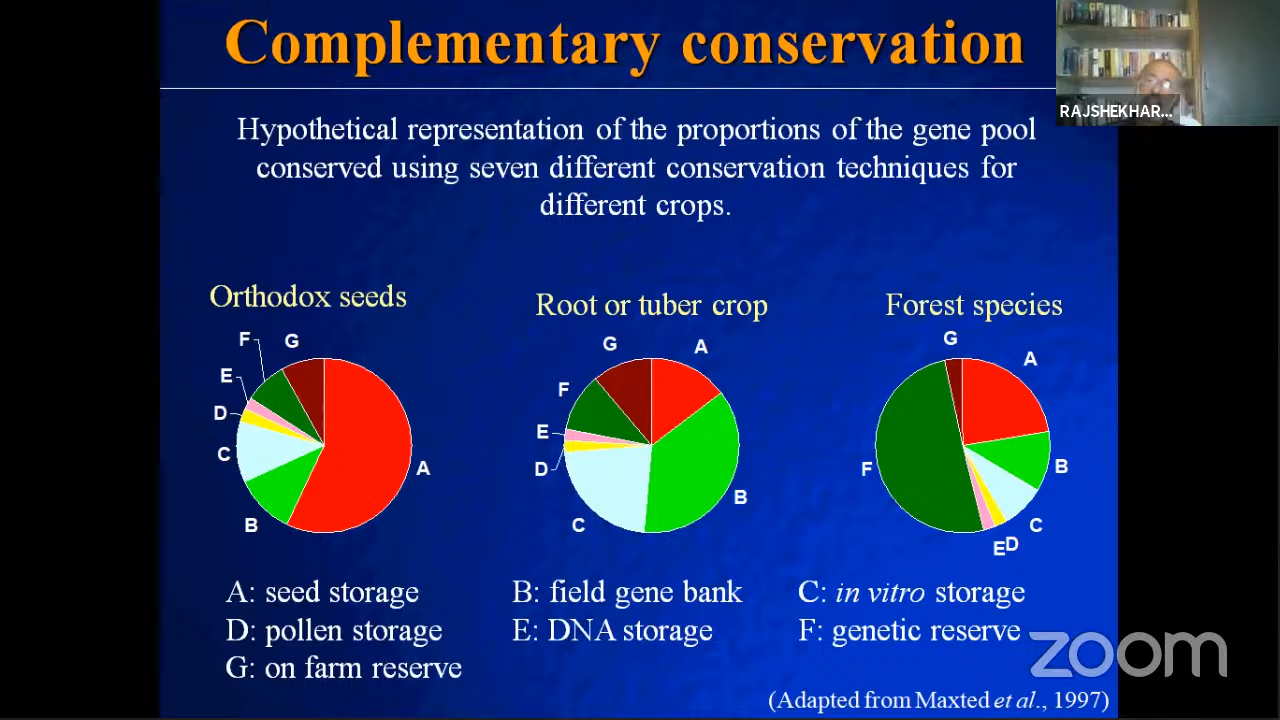 Complementary conservation
RAJSHEKHAR...
Hypothetical representation of the proportions of the gene pool
conserved using seven different conservation techniques for
different crops.
Orthodox seeds
Root or tuber crop
Forest species
F
G
E
D
C
B
A
G
A
F
E
D
C
B
G
A
F
B
C
E
D
A: seed storage
B: field gene bank
C: in vitro storage
D: pollen storage
E: DNA storage
F: genetic reserve
G: on farm reserve
zoom
(Adapted from Maxted et al., 1997)